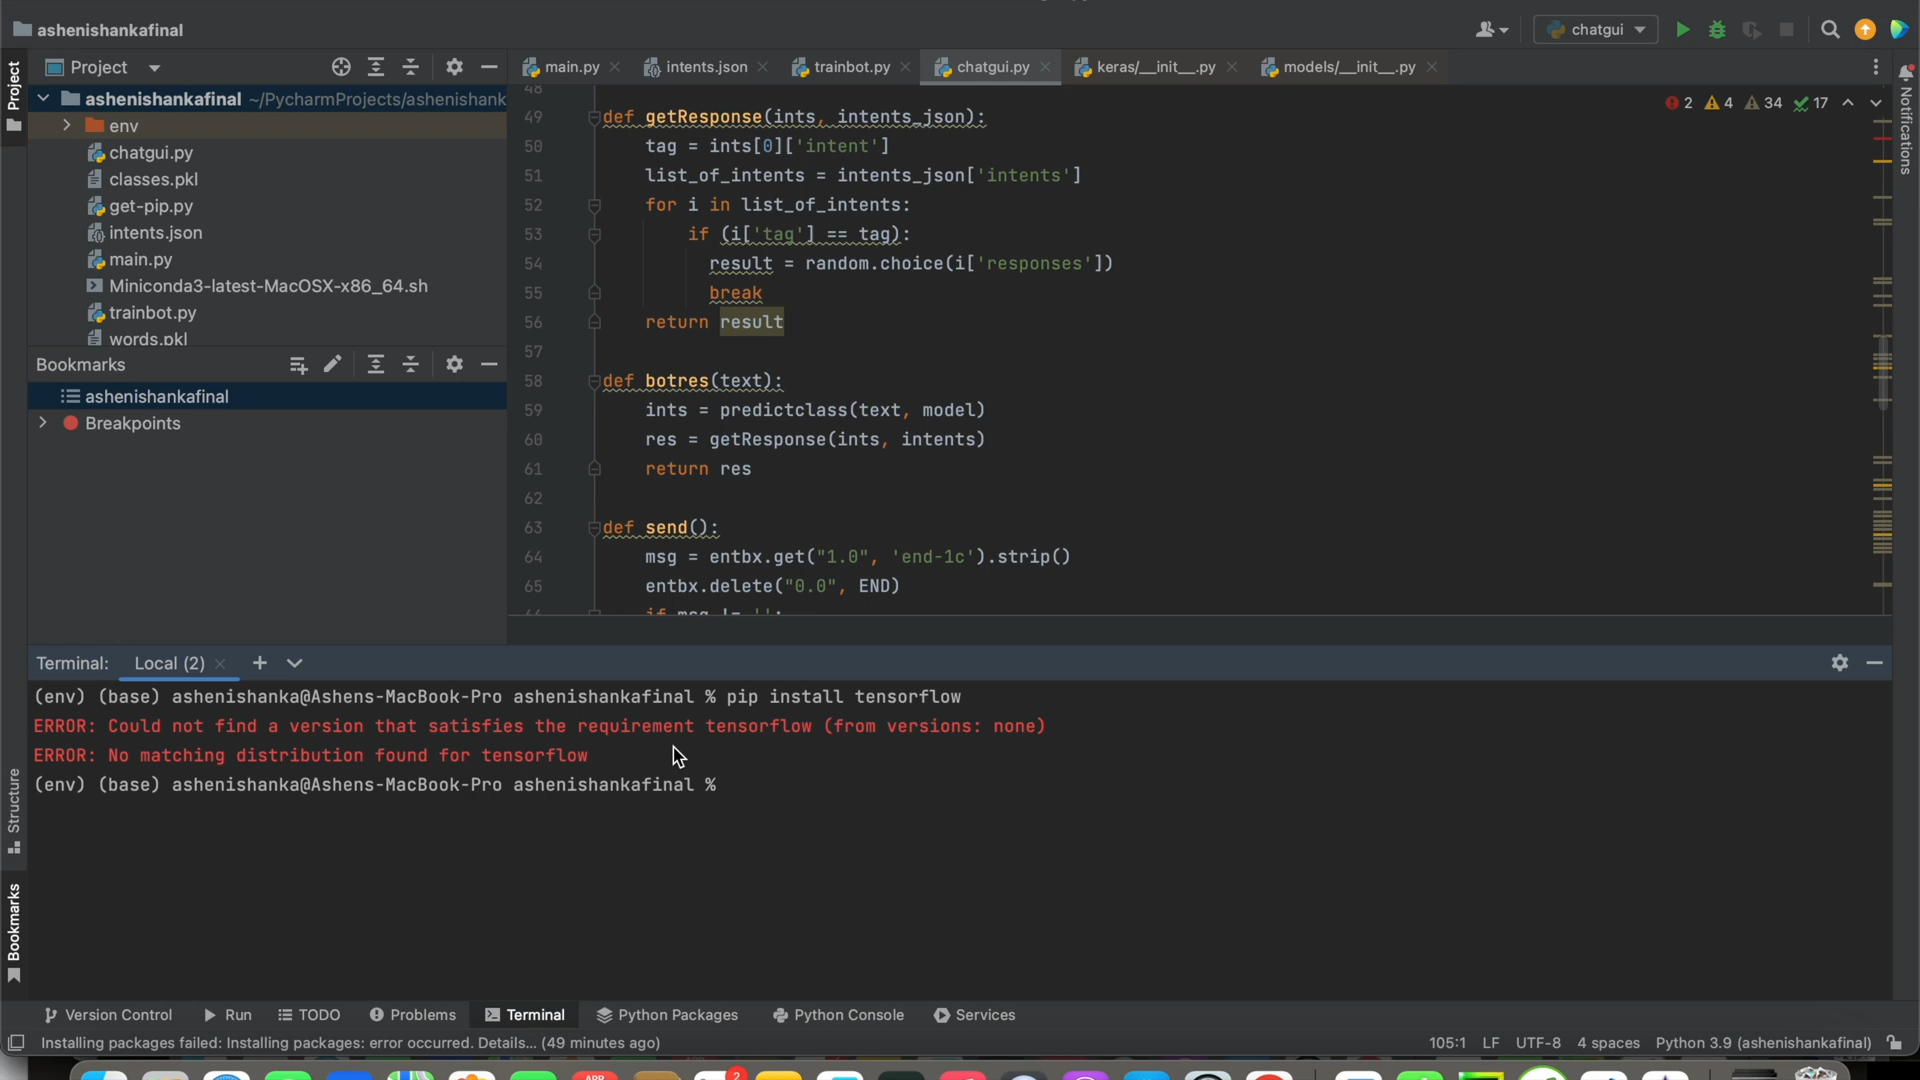 ashenishankafinal
chatgui
Project
Project
main.py
intents.json
trainbot.py
chatgui.py
keras/__init__.py
models/__init__.py
Notifications
ashenishankafinal ~/PycharmProjects/ashenishank
env
chatgui.py
classes.pkl
get-pip.py
intents.json
main.py
Miniconda3-latest-MacOSX-x86_64.sh
trainbot.py
words.pkl
Bookmarks
ashenishankafinal
Breakpoints
2 4 34 17
48
49 def getResponse(ints, intents_json):
50 tag = ints[0]['intent']
51 list_of_intents = intents_json['intents']
52 for i in list_of_intents:
53 if (i['tag'] == tag):
54 result = random.choice(i['responses'])
55 break
56 return result
57
58 def botres(text):
59 ints = predictclass(text, model)
60 res = getResponse(ints, intents)
61 return res
62
63 def send():
64 msg = entbx.get("1.0", 'end-1c').strip()
65 entbx.delete("0.0", END)
66 if msg != '':
Terminal: Local (2)
(env) (base) ashenishanka@Ashens-MacBook-Pro ashenishankafinal % pip install tensorflow
ERROR: Could not find a version that satisfies the requirement tensorflow (from versions: none)
ERROR: No matching distribution found for tensorflow
(env) (base) ashenishanka@Ashens-MacBook-Pro ashenishankafinal %
Structure
Bookmarks
Version Control Run TODO Problems Terminal Python Packages Python Console Services
Installing packages failed: Installing packages: error occurred. Details... (49 minutes ago)
105:1 LF UTF-8 4 spaces Python 3.9 (ashenishankafinal)
APR
2